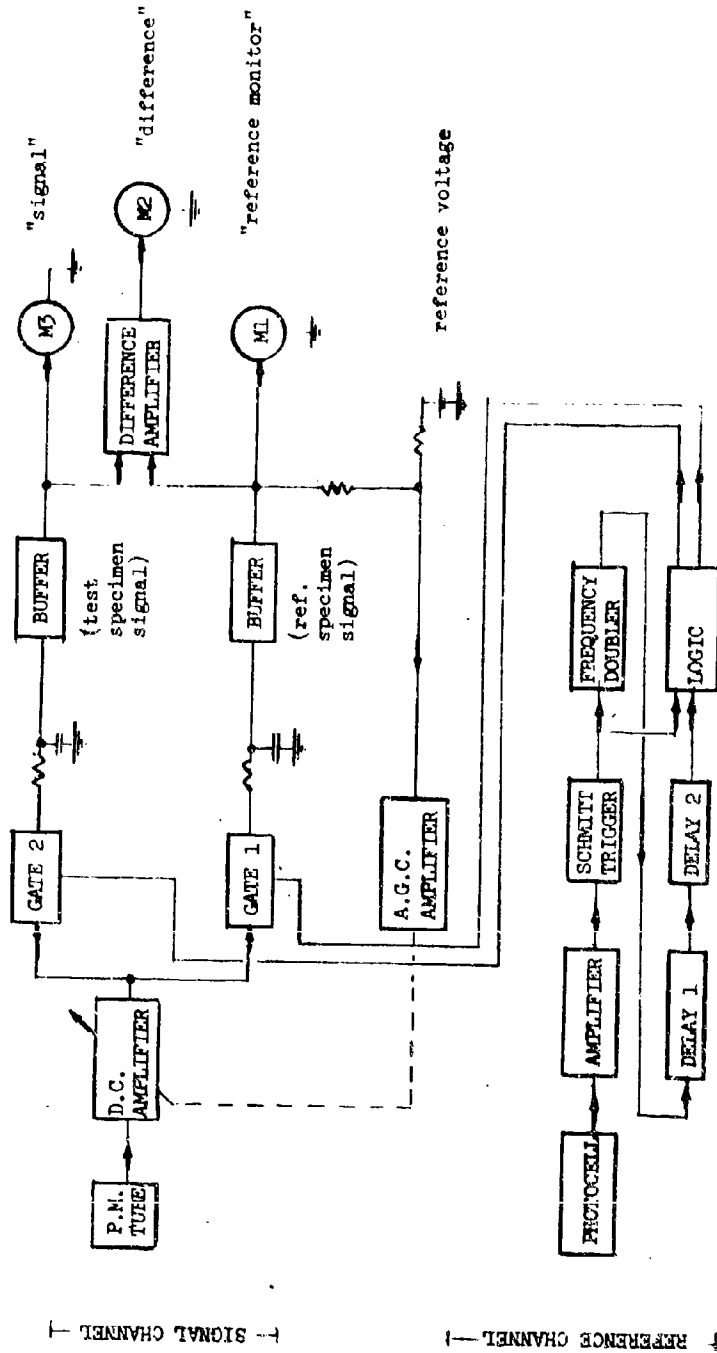 SIGNAL CHANNEL
P.M.
TUBE
D.C.
AMPLIFIER
GATE 2
BUFFER
(test
specimen
signal)
M3
"signal"
DIFFERENCE
AMPLIFIER
M2
"difference"
GATE 1
BUFFER
(ref.
specimen
signal)
M1
"reference monitor"
A.G.C.
AMPLIFIER
reference voltage
REFERENCE CHANNEL
PHOTOCELL
AMPLIFIER
SCHMITT
TRIGGER
FREQUENCY
DOUBLER
DELAY 1
DELAY 2
LOGIC